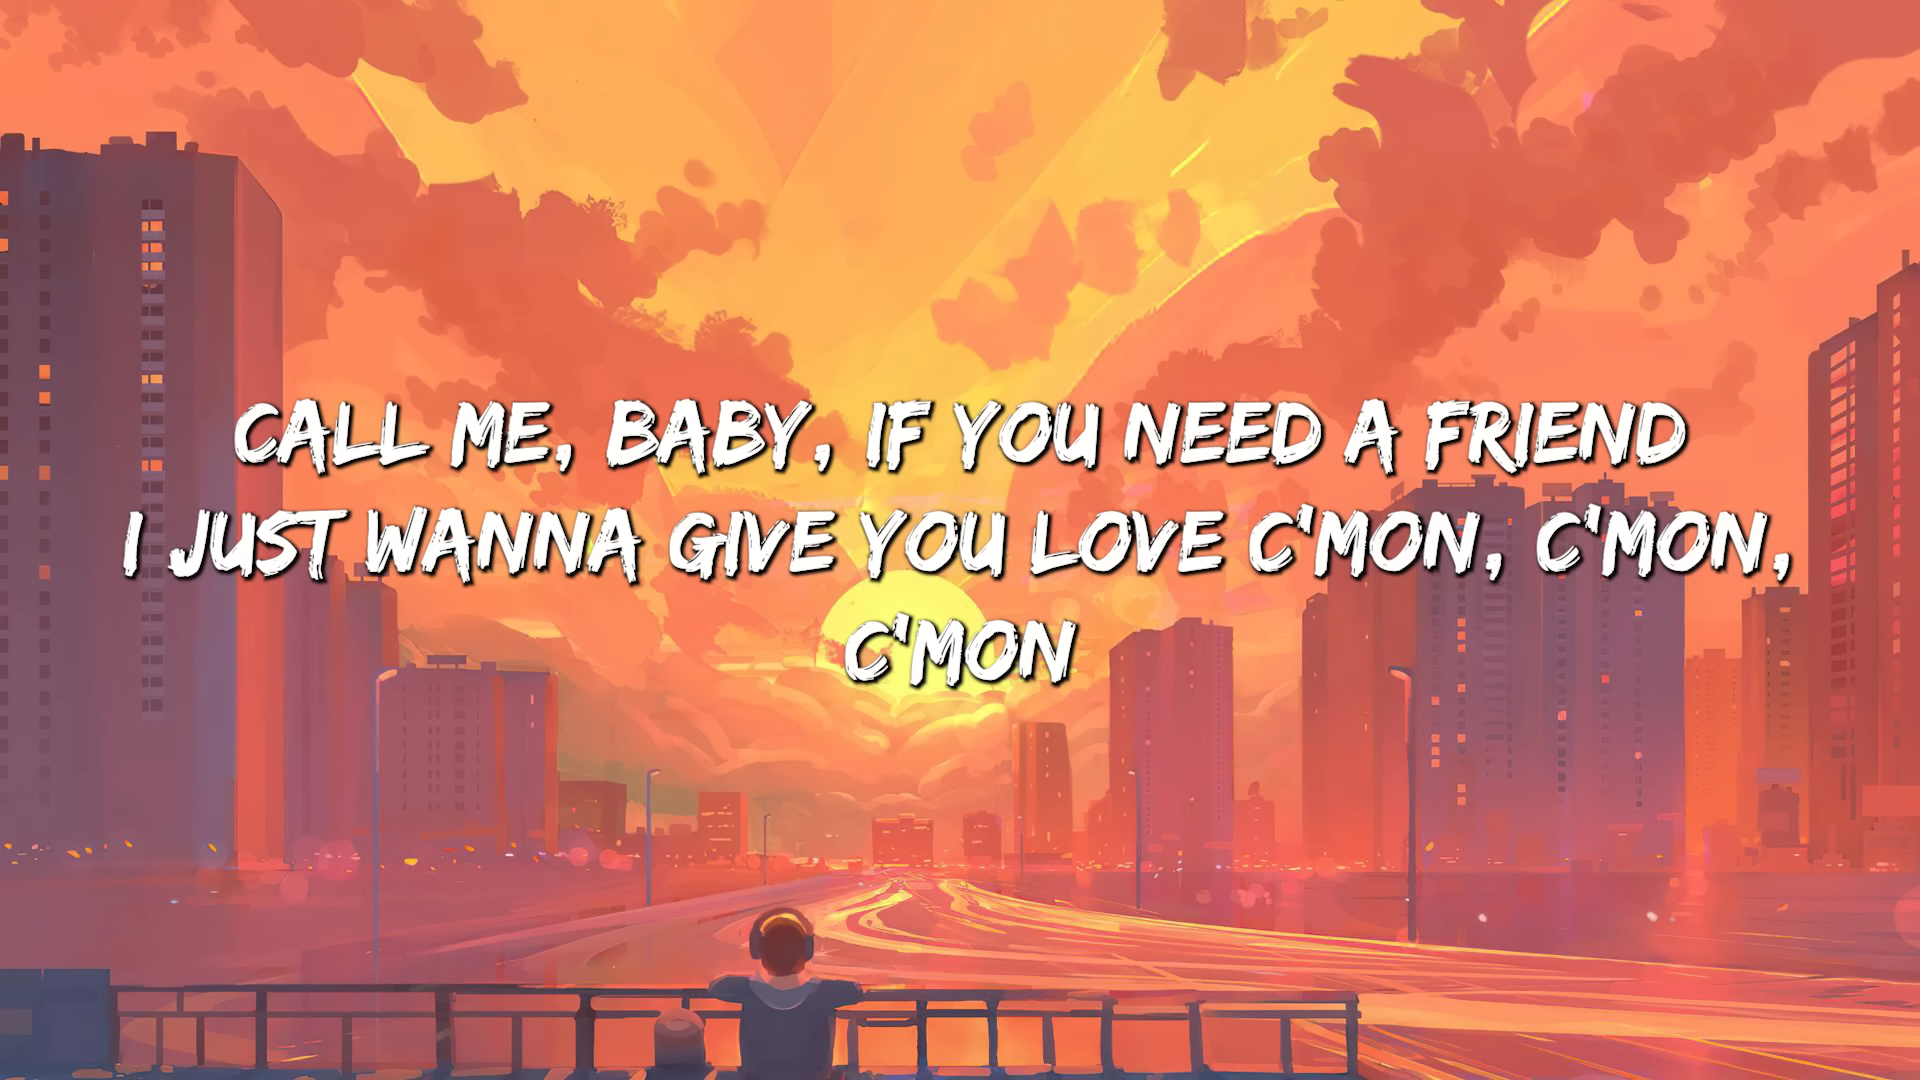 CALL ME, BABY, IF YOU NEED A FRIEND
I JUST WANNA GIVE YOU LOVE C'MON, C'MON,
C'MON